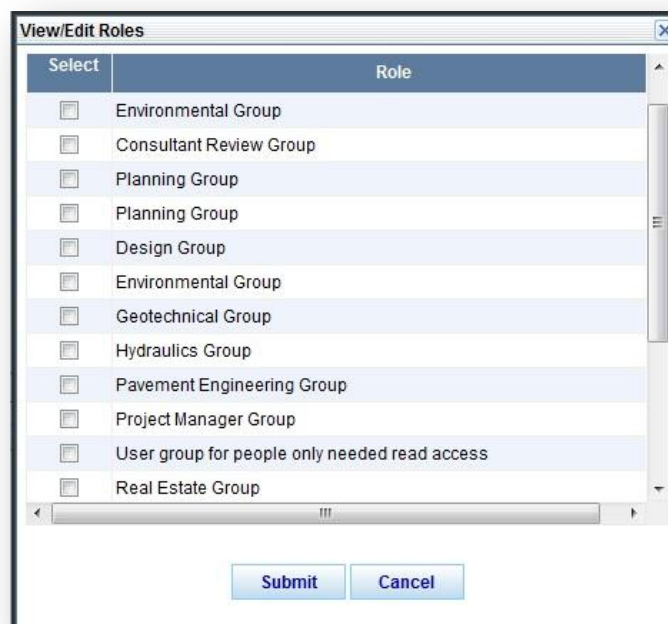 View/Edit Roles
Select Role
Environmental Group
Consultant Review Group
Planning Group
Planning Group
Design Group
Environmental Group
Geotechnical Group
Hydraulics Group
Pavement Engineering Group
Project Manager Group
User group for people only needed read access
Real Estate Group
Submit Cancel